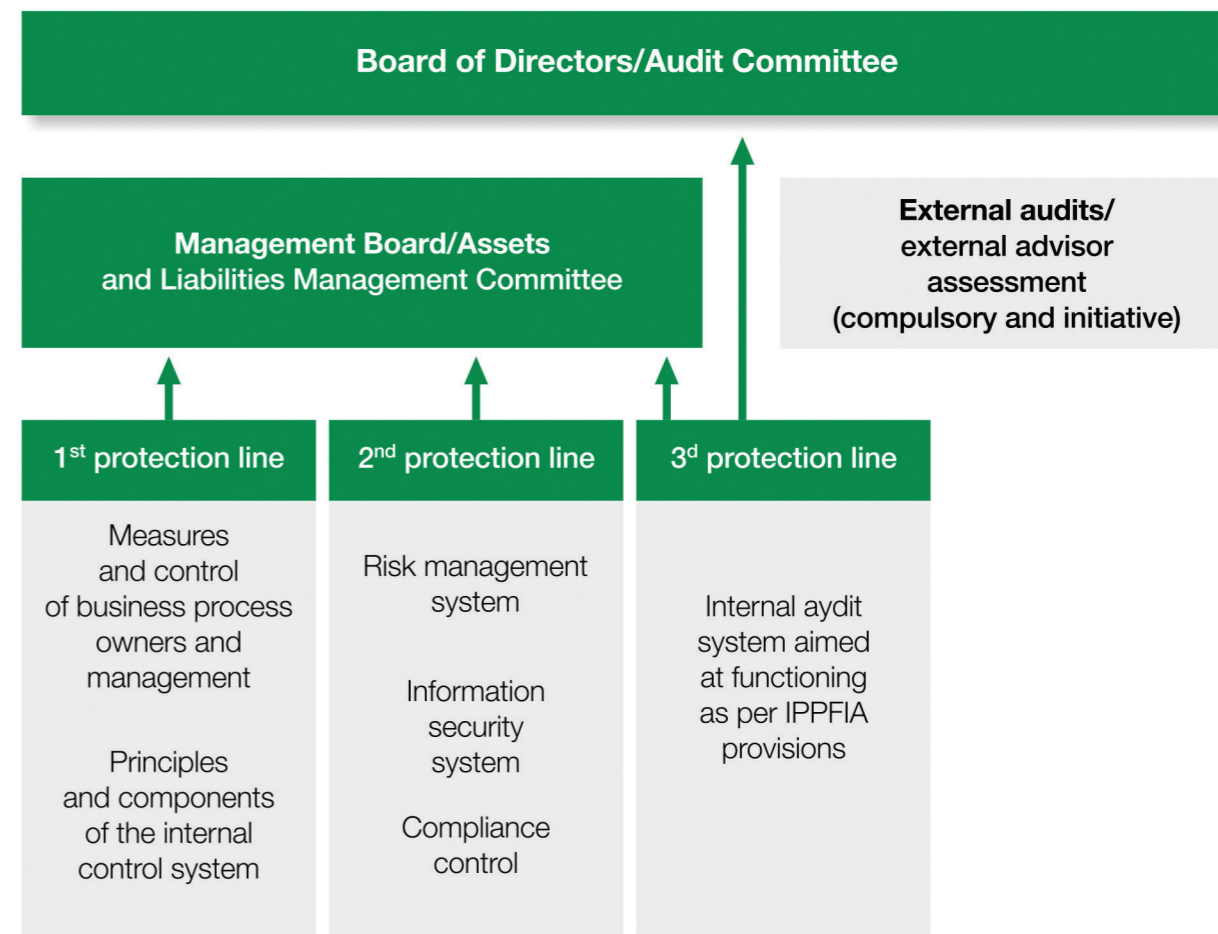 Board of Directors/Audit Committee
Management Board/Assets
and Liabilities Management Committee
External audits/
external advisor
assessment
(compulsory and initiative)
1st protection line
Measures
and control
of business process
owners and
management
Principles
and components
of the internal
control system
2nd protection line
Risk management
system
Information
security
system
Compliance
control
3d protection line
Internal aydit
system aimed
at functioning
as per IPPFIA
provisions